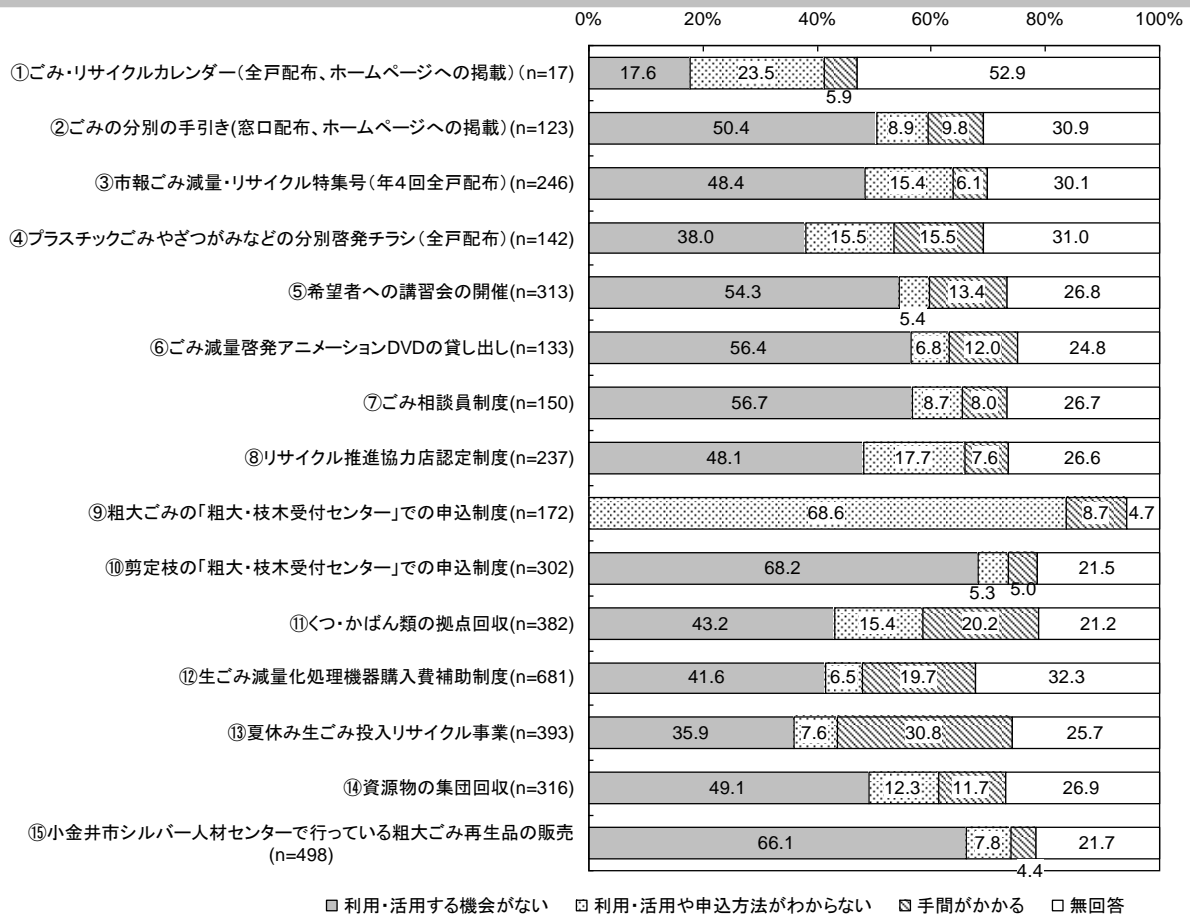 0% 20% 40% 60% 80% 100%
①ごみ・リサイクルカレンダー(全戸配布、ホームページへの掲載)(n=17) 17.6 23.5 5.9 52.9
②ごみの分別の手引き(窓口配布、ホームページへの掲載)(n=123) 50.4 8.9 9.8 30.9
③市報ごみ減量・リサイクル特集号(年4回全戸配布)(n=246) 48.4 15.4 6.1 30.1
④プラスチックごみやざつがみなどの分別啓発チラシ(全戸配布)(n=142) 38.0 15.5 15.5 31.0
⑤希望者への講習会の開催(n=313) 54.3 5.4 13.4 26.8
⑥ごみ減量啓発アニメーションDVDの貸し出し(n=133) 56.4 6.8 12.0 24.8
⑦ごみ相談員制度(n=150) 56.7 8.7 8.0 26.7
⑧リサイクル推進協力店認定制度(n=237) 48.1 17.7 7.6 26.6
⑨粗大ごみの「粗大・枝木受付センター」での申込制度(n=172) 68.6 8.7 4.7
⑩剪定枝の「粗大・枝木受付センター」での申込制度(n=302) 68.2 5.3 5.0 21.5
⑪くつ・かばん類の拠点回収(n=382) 43.2 15.4 20.2 21.2
⑫生ごみ減量化処理機器購入費補助制度(n=681) 41.6 6.5 19.7 32.3
⑬夏休み生ごみ投入リサイクル事業(n=393) 35.9 7.6 30.8 25.7
⑭資源物の集団回収(n=316) 49.1 12.3 11.7 26.9
⑮小金井市シルバー人材センターで行っている粗大ごみ再生品の販売
(n=498) 66.1 7.8 4.4 21.7
利用・活用する機会がない 利用・活用や申込方法がわからない 手間がかかる 無回答